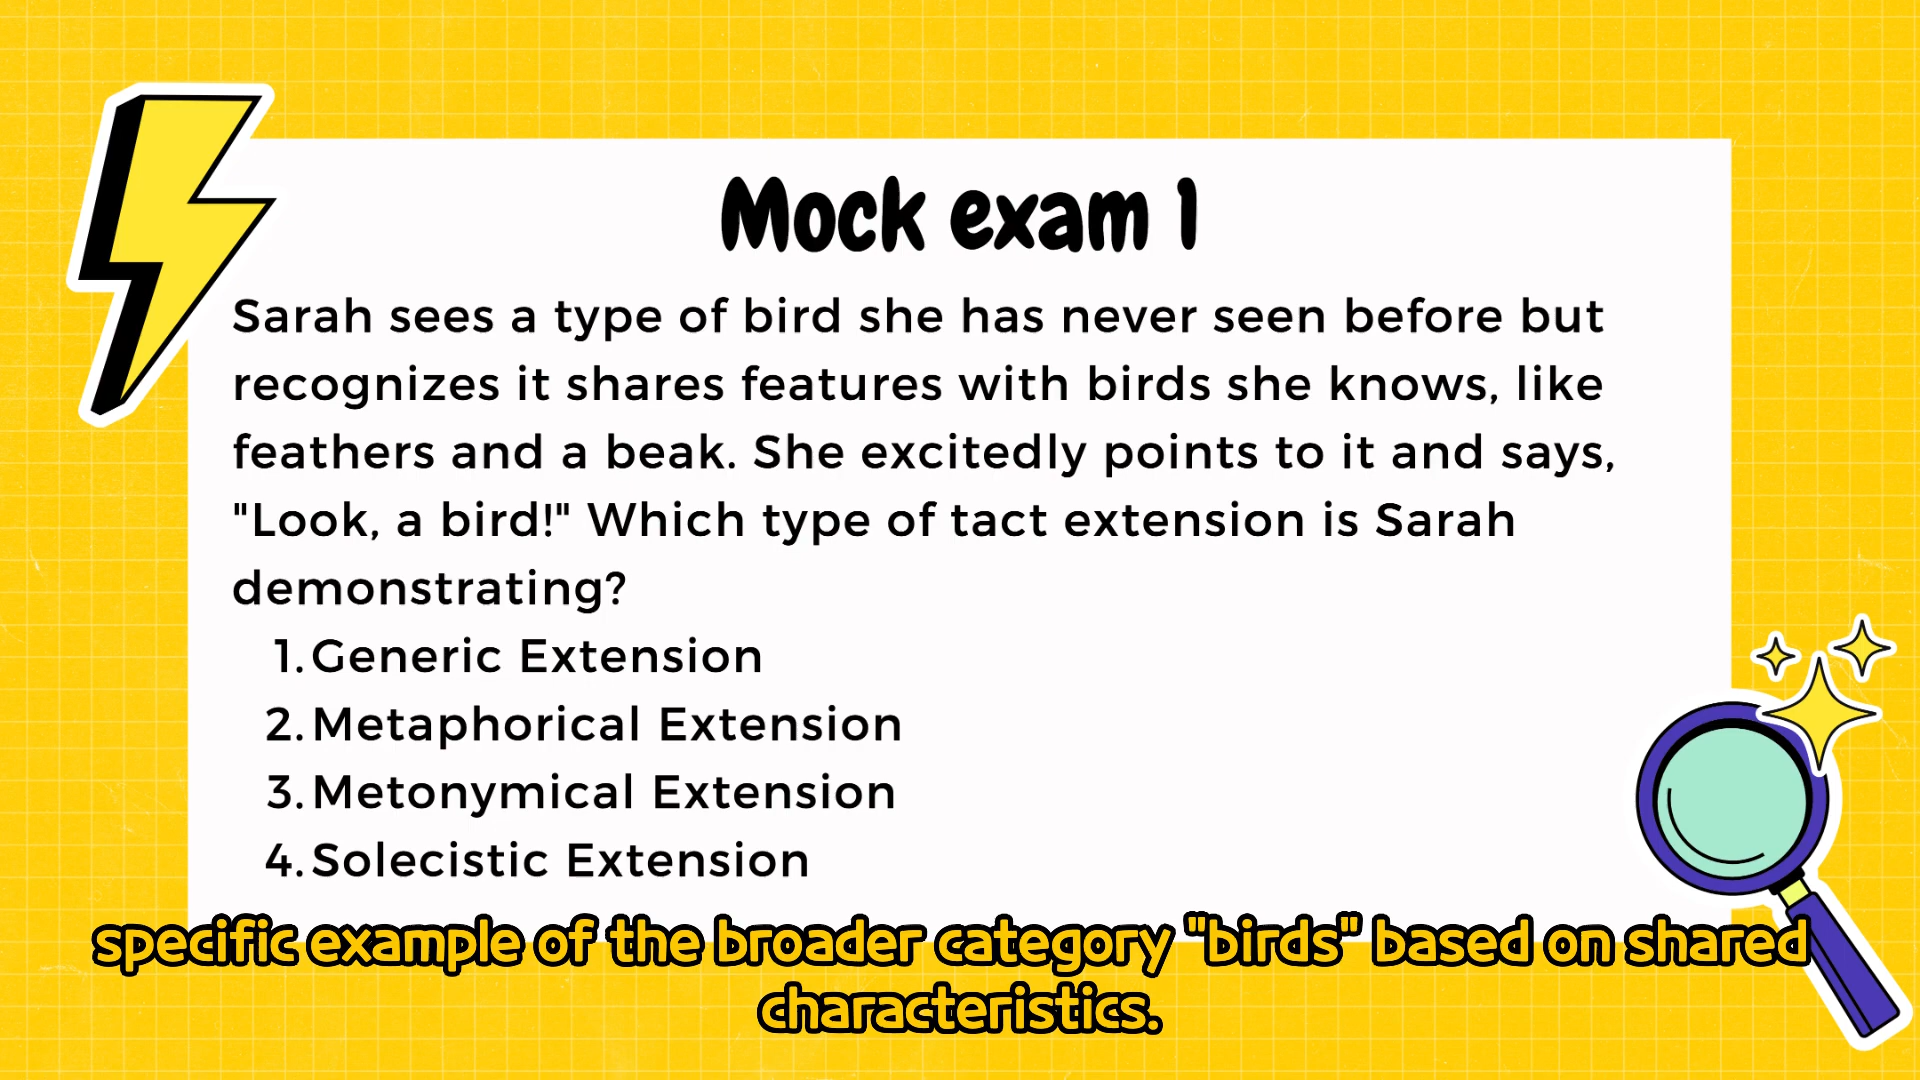 Mock exam 1
Sarah sees a type of bird she has never seen before but
recognizes it shares features with birds she knows, like
feathers and a beak. She excitedly points to it and says,
"Look, a bird!" Which type of tact extension is Sarah
demonstrating?
1. Generic Extension
2. Metaphorical Extension
3. Metonymical Extension
4. Solecistic Extension
specific example of the broader category "birds" based on shared
characteristics.